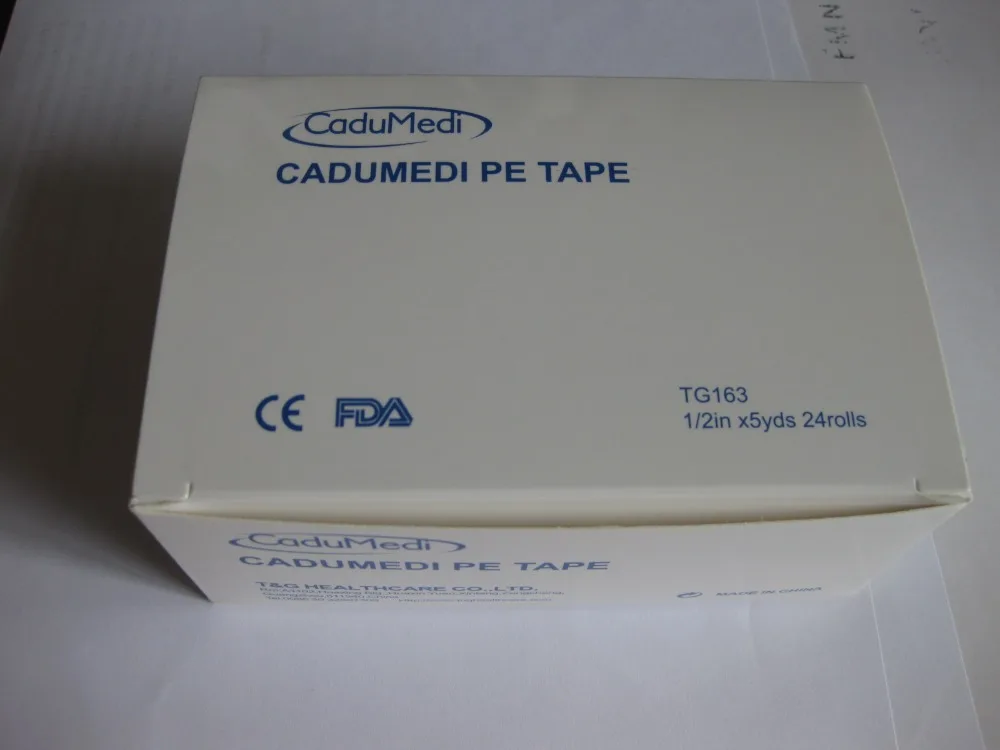 CaduMedi
CADUMEDI PE TAPE
CE FDA
TG163
1/2in x5yds 24rolls
CaduMedi
CADUMEDI PE TAPE
T&G HEALTHCARE CO.,LTD.
MADE IN CHINA